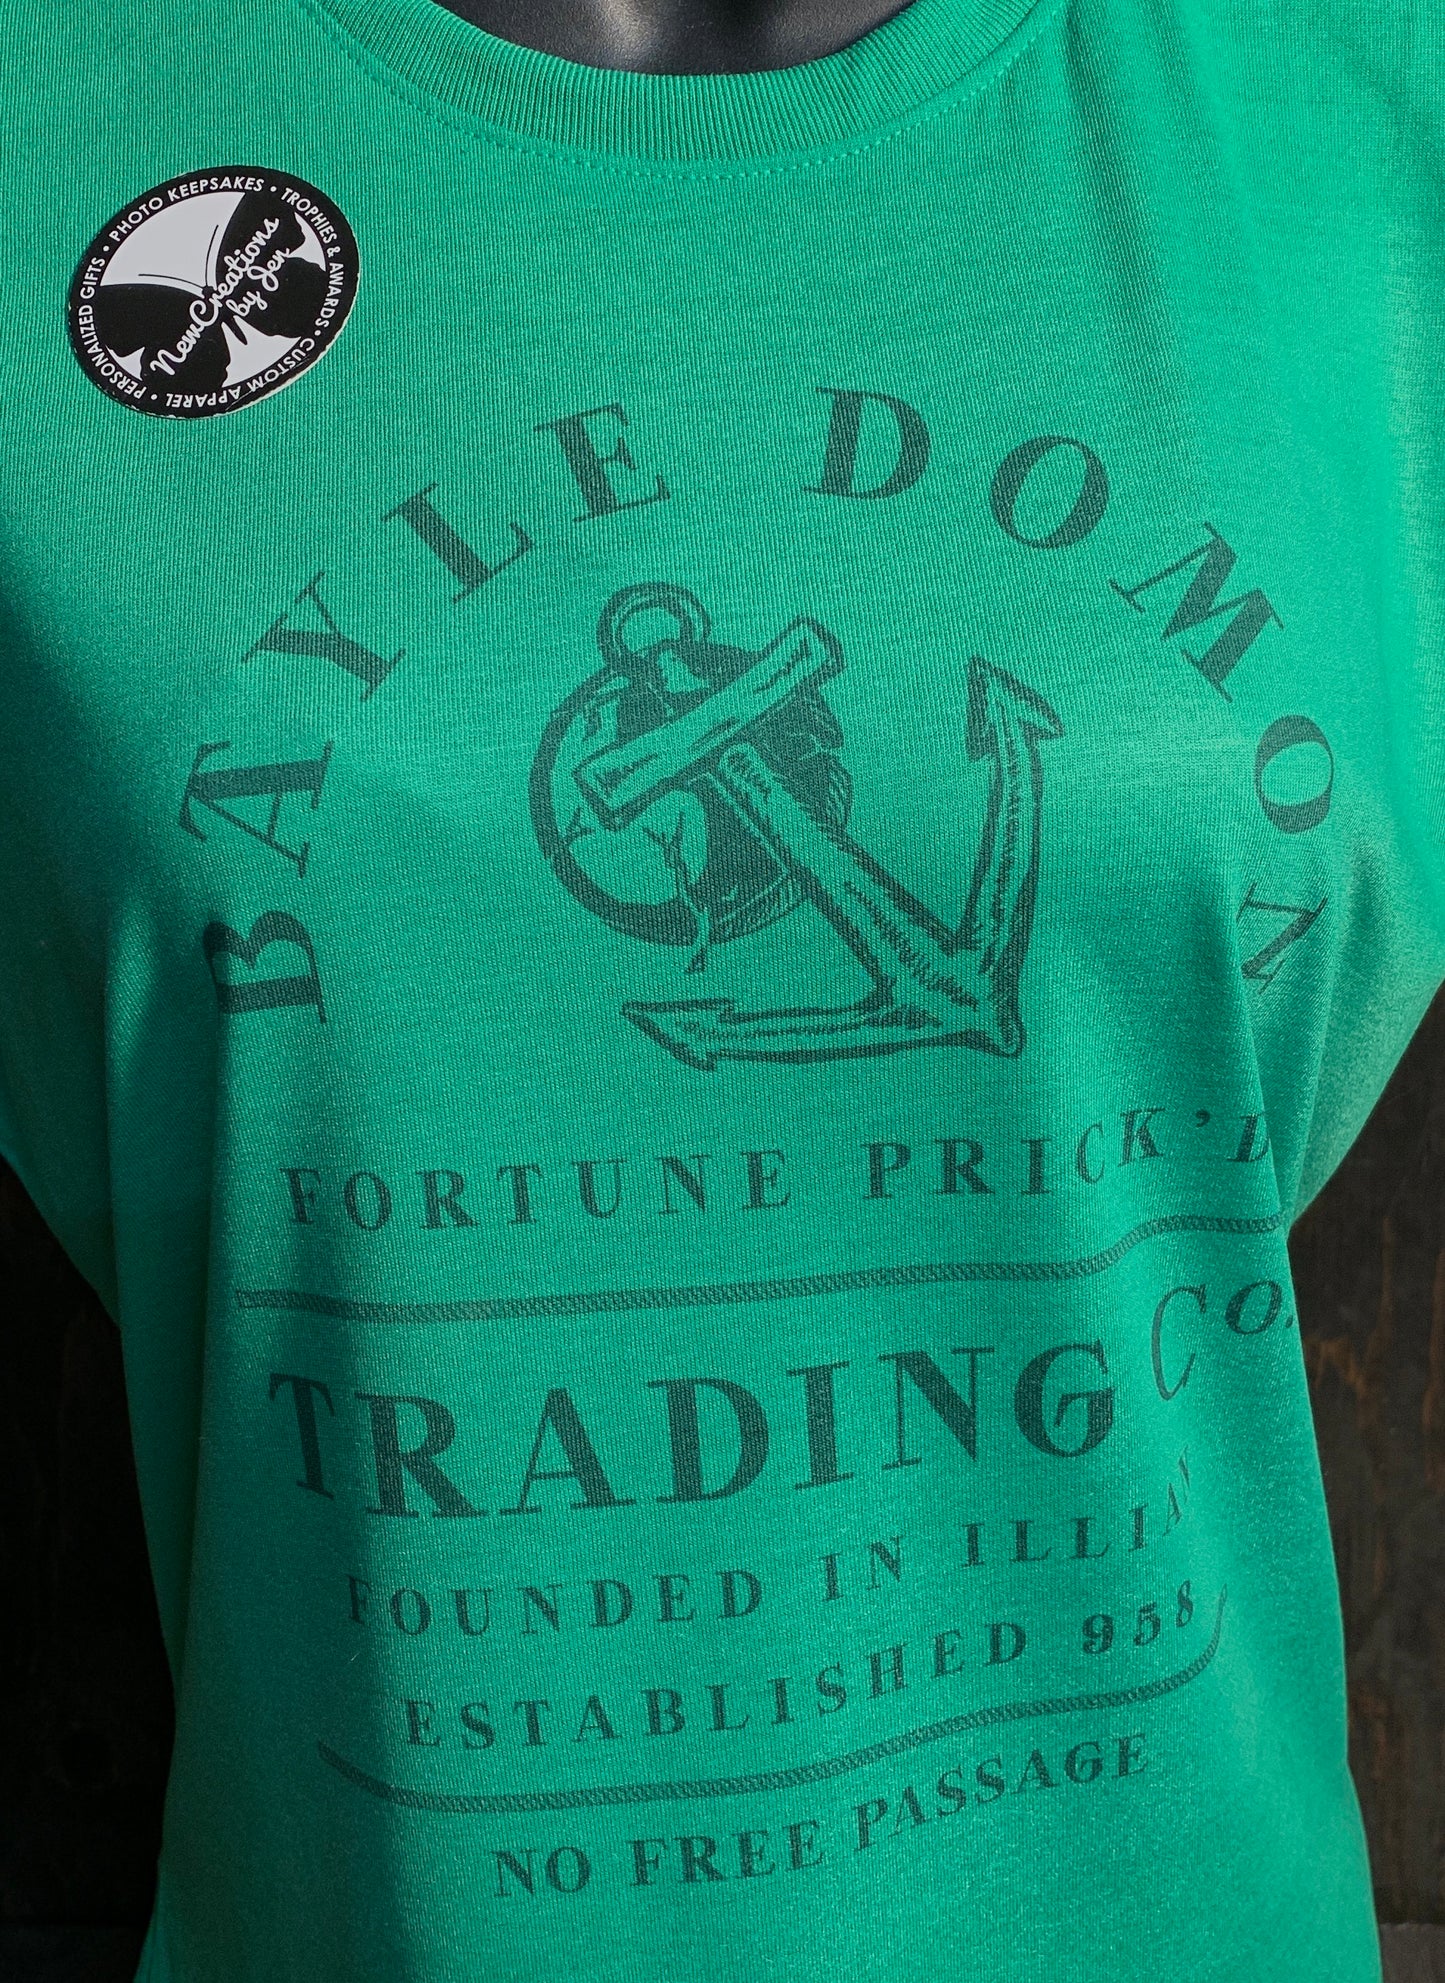 PERSONALIZED GIFTS • PHOTO KEEPSAKES • TROPHIES & AWARDS • CUSTOM APPAREL •
NewCreations
by Jen
BAYLE DOMON
FORTUNE PRICK'D
TRADING Co.
FOUNDED IN ILLIAN
ESTABLISHED 958
NO FREE PASSAGE